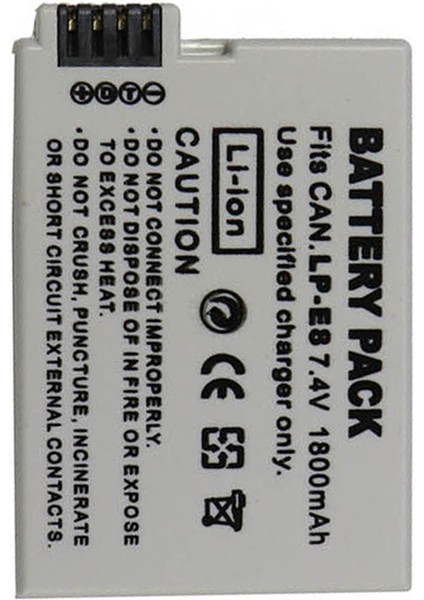 BATTERY PACK
Fits CAN. LP-E8 7.4V 1800mAh
Use specified charger only.
Li-ion
CE
CAUTION
• DO NOT CONNECT IMPROPERLY.
• DO NOT DISPOSE OF IN FIRE OR EXPOSE
TO EXCESS HEAT.
• DO NOT CRUSH, PUNCTURE, INCINERATE
OR SHORT CIRCUIT EXTERNAL CONTACTS.